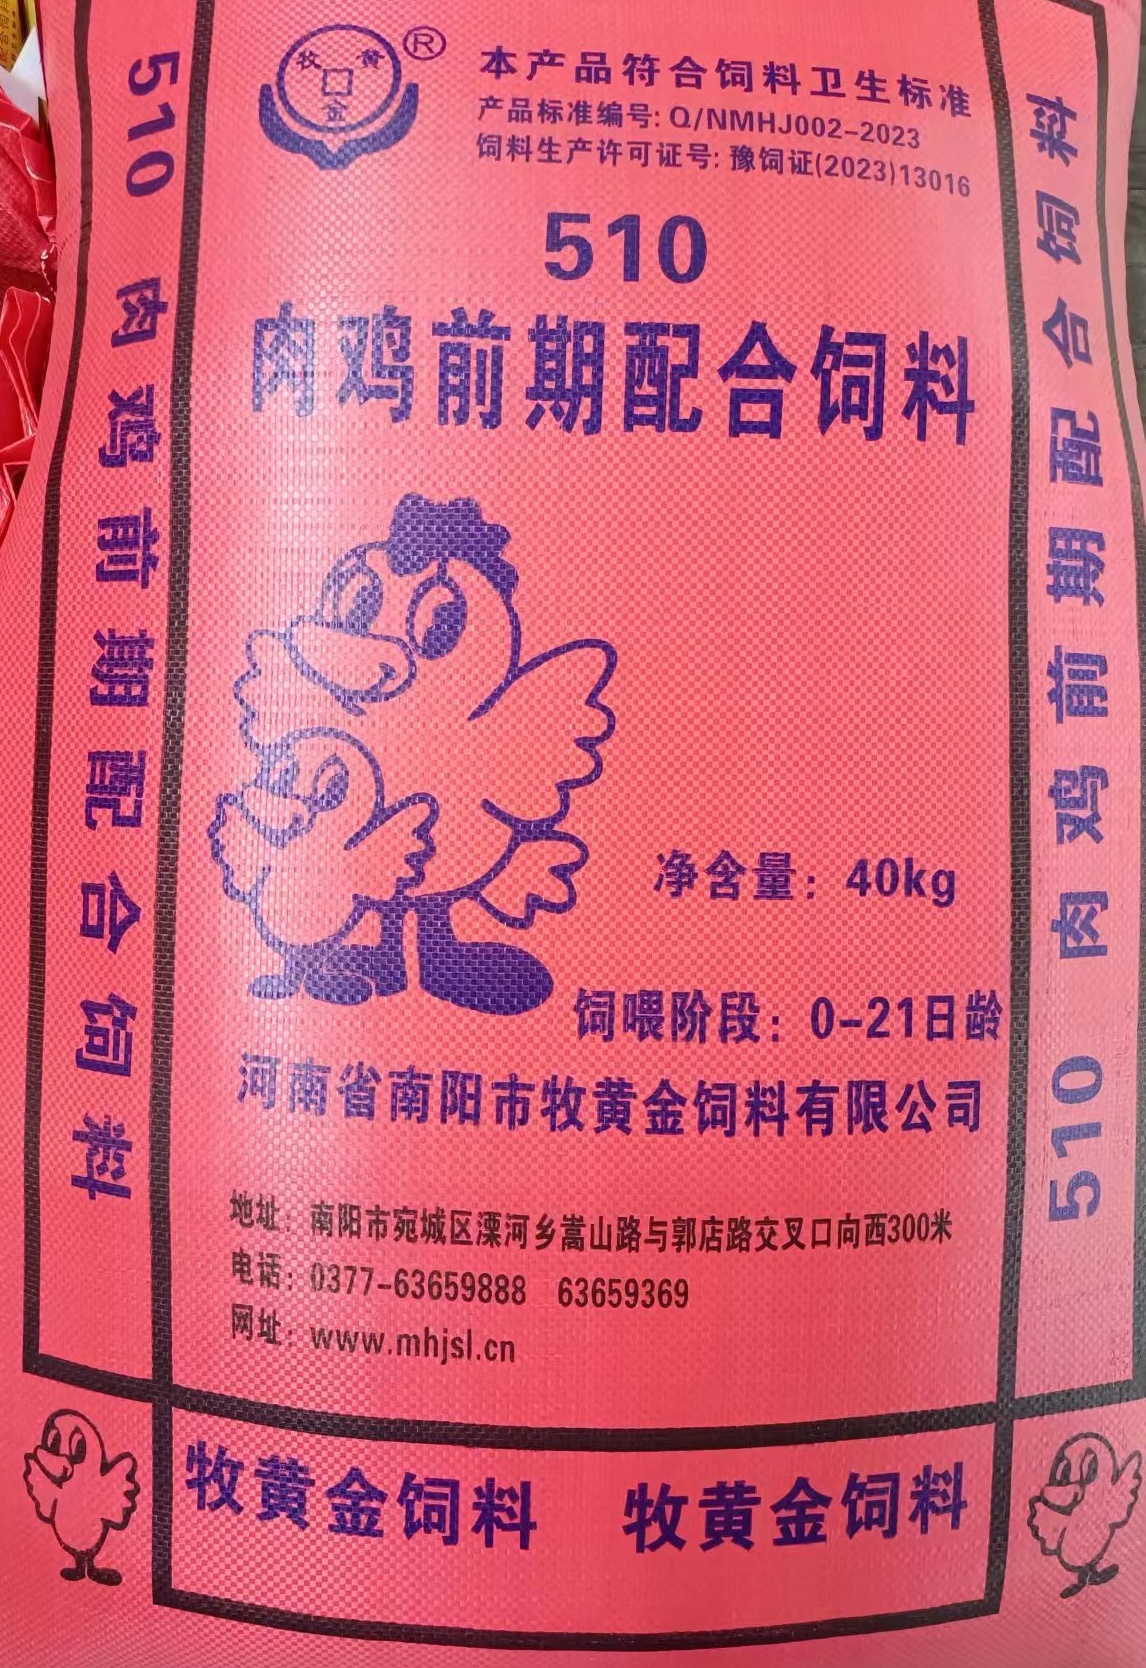 牧 黄
金
®
本产品符合饲料卫生标准
产品标准编号: Q/NMHJ002-2023
饲料生产许可证号: 豫饲证(2023)13016
510
肉鸡前期配合饲料
净含量: 40kg
饲喂阶段: 0-21日龄
河南省南阳市牧黄金饲料有限公司
地址: 南阳市宛城区溧河乡嵩山路与郭店路交叉口向西300米
电话: 0377-63659888 63659369
网址: www.mhjsl.cn
510 肉鸡前期配合饲料
510 肉鸡前期配合饲料
牧黄金饲料 牧黄金饲料